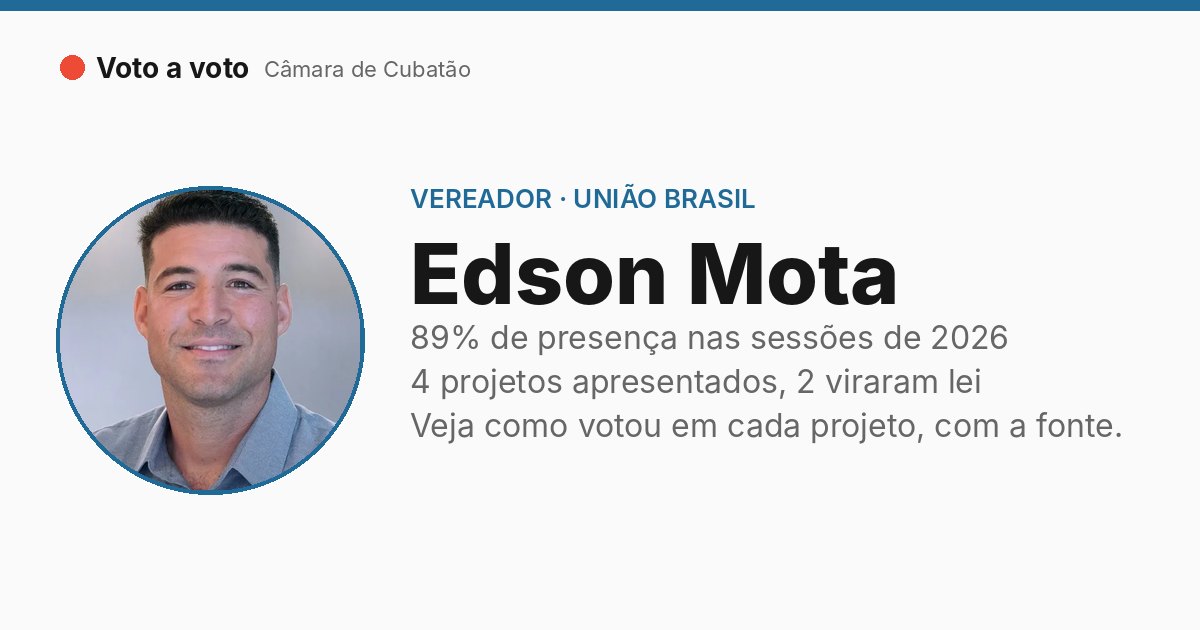 Voto a voto Câmara de Cubatão
VEREADOR · UNIÃO BRASIL
Edson Mota
89% de presença nas sessões de 2026
4 projetos apresentados, 2 viraram lei
Veja como votou em cada projeto, com a fonte.